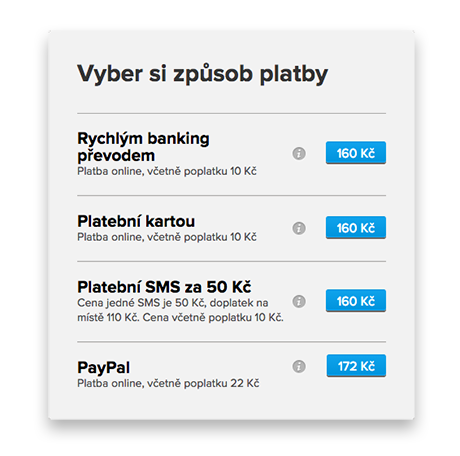 Vyber si způsob platby
Rychlým banking
převodem
Platba online, včetně poplatku 10 Kč
160 Kč
Platební kartou
Platba online, včetně poplatku 10 Kč
160 Kč
Platební SMS za 50 Kč
Cena jedné SMS je 50 Kč, doplatek na
místě 110 Kč. Cena včetně poplatku 10 Kč.
160 Kč
PayPal
Platba online, včetně poplatku 22 Kč
172 Kč